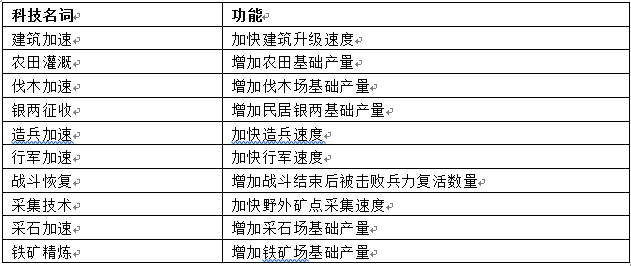 科技名词 功能
建筑加速 加快建筑升级速度
农田灌溉 增加农田基础产量
伐木加速 增加伐木场基础产量
银两征收 增加民居银两基础产量
造兵加速 加快造兵速度
行军加速 加快行军速度
战斗恢复 增加战斗结束后被击败兵力复活数量
采集技术 加快野外矿点采集速度
采石加速 增加采石场基础产量
铁矿精炼 增加铁矿场基础产量